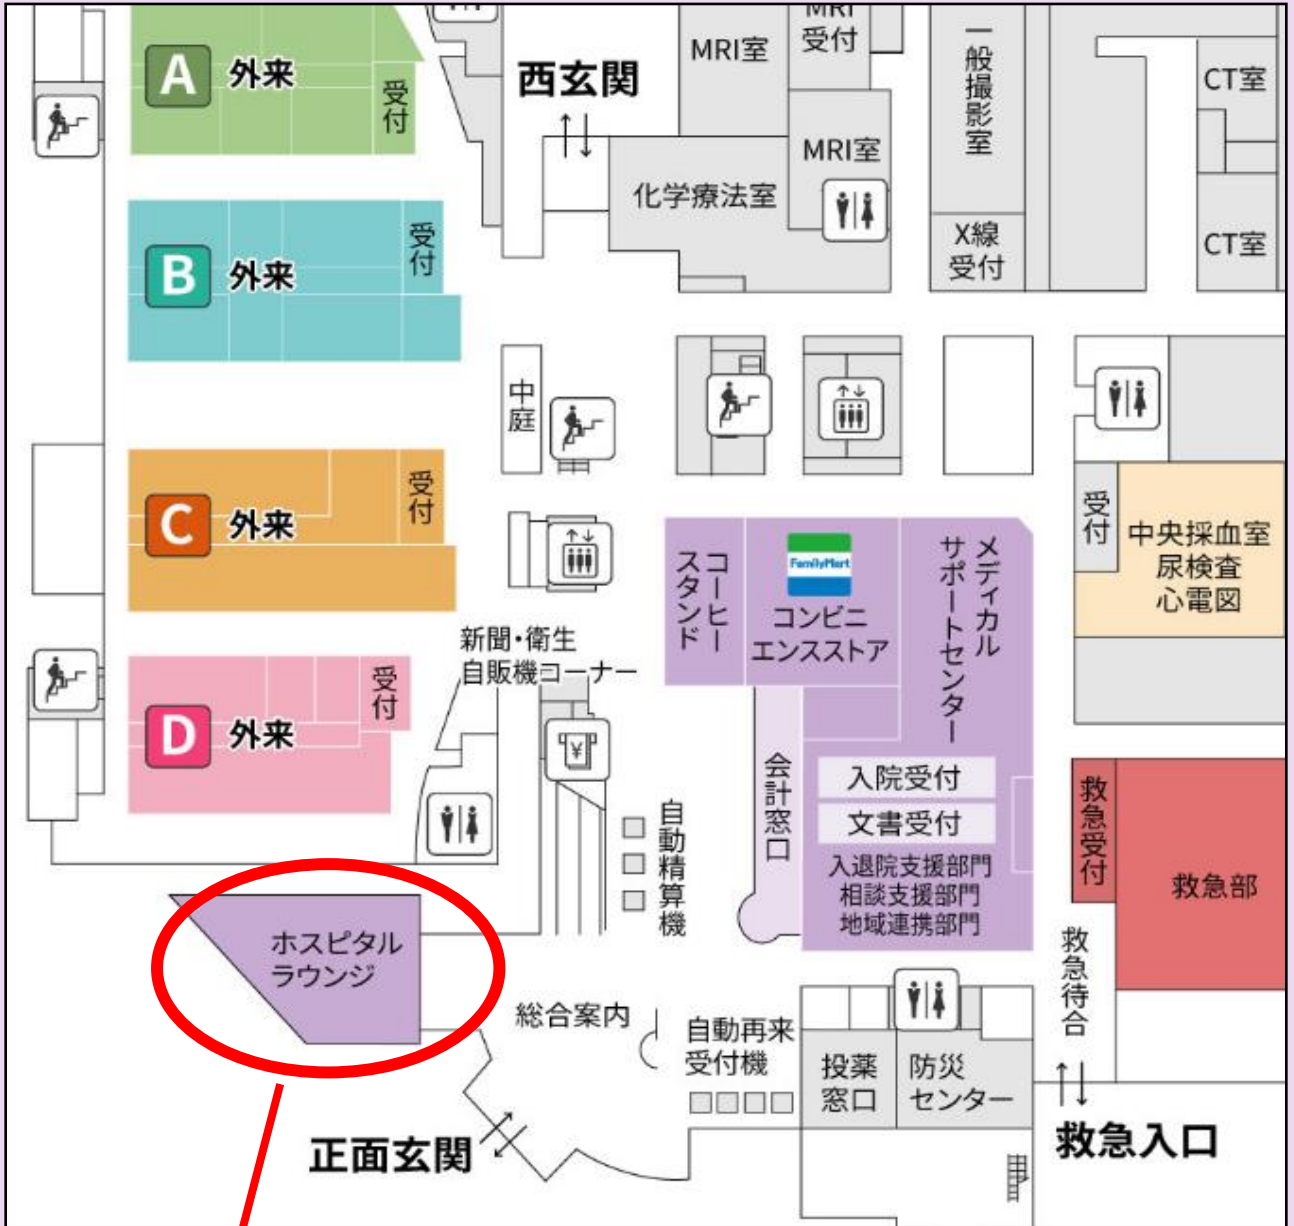 MRI
受付
MRI室
一般撮影室
CT室
A 外来
受付
西玄関
MRI室
化学療法室
X線
受付
CT室
B 外来
受付
中庭
C 外来
受付
コーヒー
スタンド
FamilyMart
コンビニ
エンスストア
メディカル
サポートセンター
受付
中央採血室
尿検査
心電図
新聞・衛生
自販機コーナー
D 外来
受付
¥
自動精算機
会計窓口
入院受付
文書受付
入退院支援部門
相談支援部門
地域連携部門
救急受付
救急部
ホスピタル
ラウンジ
救急待合
総合案内
自動再来
受付機
投薬
窓口
防災
センター
正面玄関
救急入口